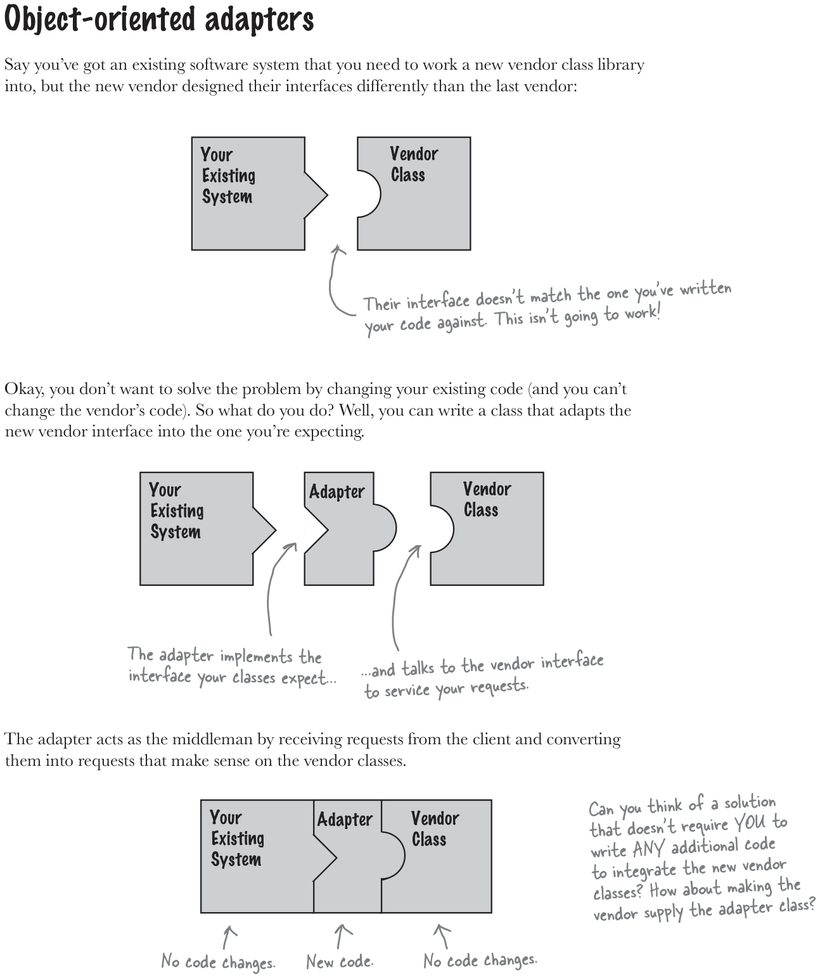 Object-oriented adapters
Say you’ve got an existing software system that you need to work a new vendor class library
into, but the new vendor designed their interfaces differently than the last vendor:
Your
Existing
System
Vendor
Class
Their interface doesn’t match the one you’ve written
your code against. This isn’t going to work!
Okay, you don’t want to solve the problem by changing your existing code (and you can’t
change the vendor’s code). So what do you do? Well, you can write a class that adapts the
new vendor interface into the one you’re expecting.
Your
Existing
System
Adapter
Vendor
Class
The adapter implements the
interface your classes expect...
...and talks to the vendor interface
to service your requests.
The adapter acts as the middleman by receiving requests from the client and converting
them into requests that make sense on the vendor classes.
Your
Existing
System
Adapter
Vendor
Class
No code changes.
New code.
No code changes.
Can you think of a solution
that doesn’t require YOU to
write ANY additional code
to integrate the new vendor
classes? How about making the
vendor supply the adapter class?